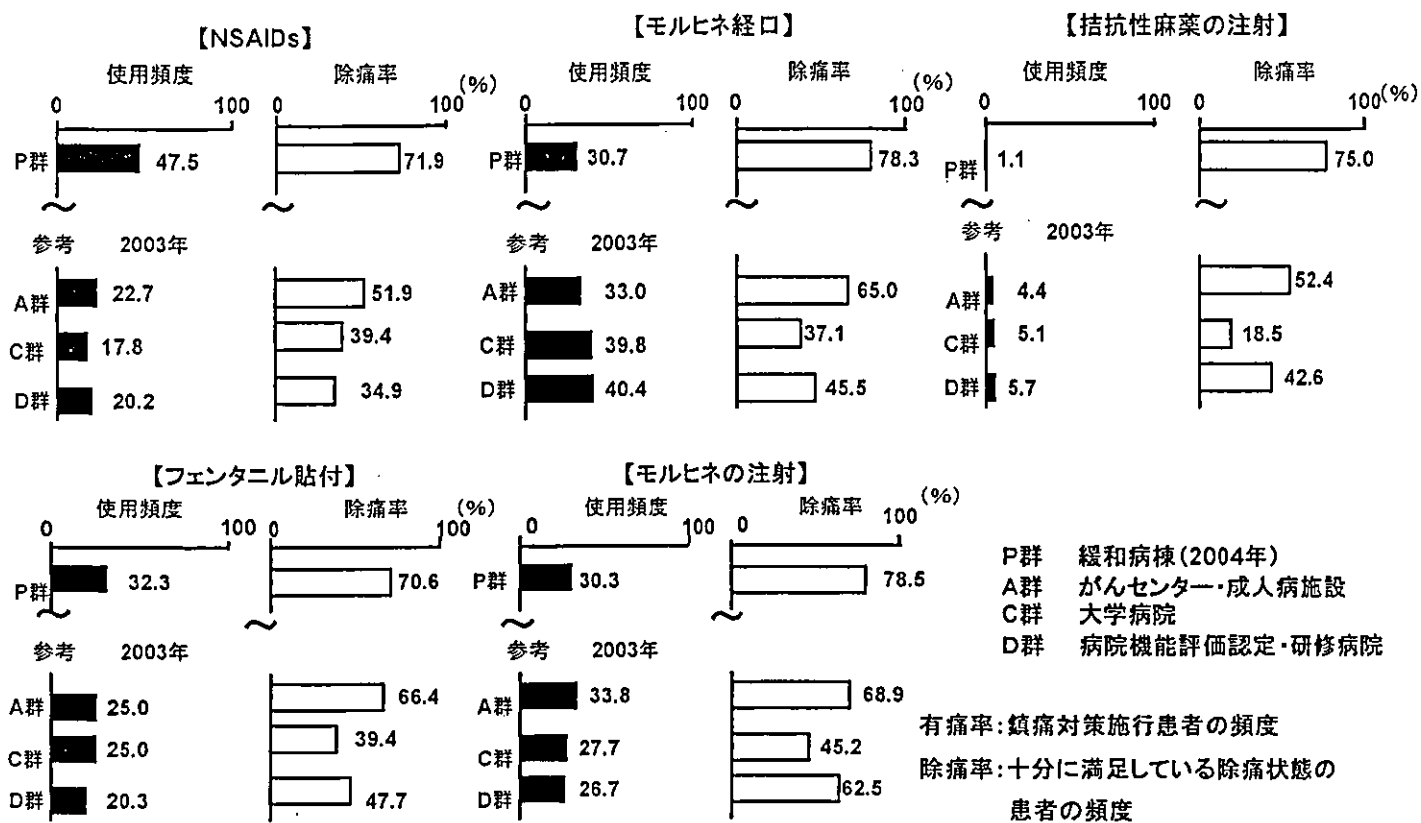 【NSAIDs】
使用頻度 除痛率 (%)
0 100 0 100
P群 47.5 71.9
参考 2003年
A群 22.7 51.9
C群 17.8 39.4
D群 20.2 34.9
【モルヒネ経口】
使用頻度 除痛率 (%)
0 100 0 100
P群 30.7 78.3
参考 2003年
A群 33.0 65.0
C群 39.8 37.1
D群 40.4 45.5
【拮抗性麻薬の注射】
使用頻度 除痛率
0 100 0 100(%)
P群 1.1 75.0
参考 2003年
A群 4.4 52.4
C群 5.1 18.5
D群 5.7 42.6
【フェンタニル貼付】
使用頻度 除痛率 (%)
0 100 0 100
P群 32.3 70.6
参考 2003年
A群 25.0 66.4
C群 25.0 39.4
D群 20.3 47.7
【モルヒネの注射】
使用頻度 除痛率 (%)
0 100 0 100
P群 30.3 78.5
参考 2003年
A群 33.8 68.9
C群 27.7 45.2
D群 26.7 62.5
P群 緩和病棟(2004年)
A群 がんセンター・成人病施設
C群 大学病院
D群 病院機能評価認定・研修病院
有痛率:鎮痛対策施行患者の頻度
除痛率:十分に満足している除痛状態の
患者の頻度